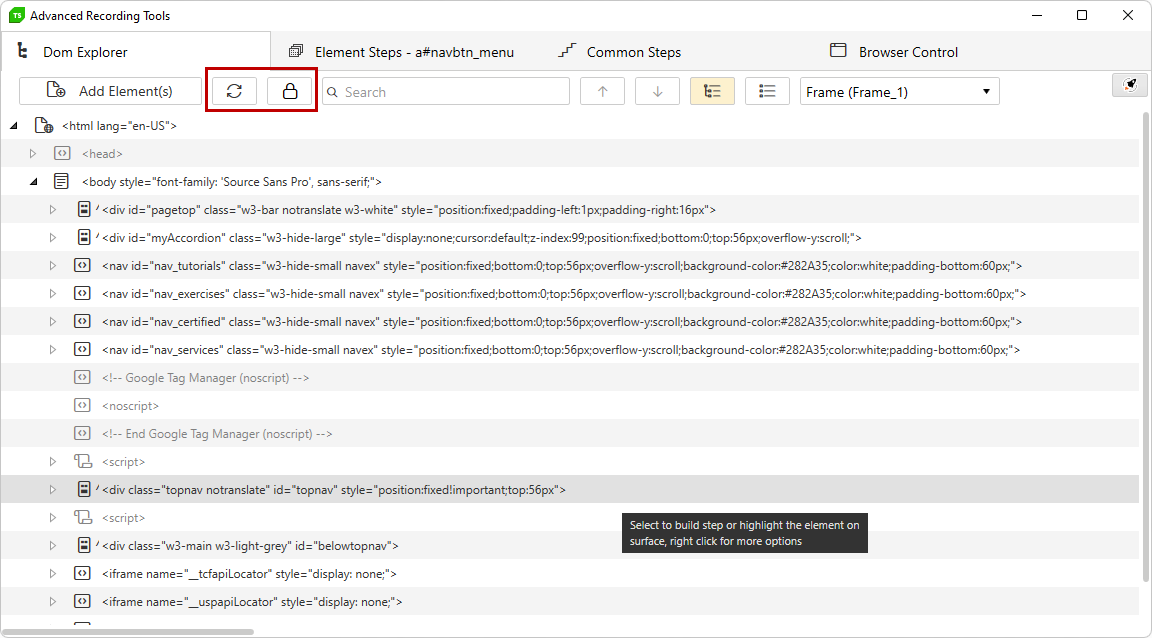 TS Advanced Recording Tools
Dom Explorer
Element Steps - a#navbtn_menu
Common Steps
Browser Control
Add Element(s)
Search
Frame (Frame_1)
<html lang="en-US">
<head>
<body style="font-family: 'Source Sans Pro', sans-serif;">
<div id="pagetop" class="w3-bar notranslate w3-white" style="position:fixed;padding-left:1px;padding-right:16px">
<div id="myAccordion" class="w3-hide-large" style="display:none;cursor:default;z-index:99;position:fixed;bottom:0;top:56px;overflow-y:scroll;">
<nav id="nav_tutorials" class="w3-hide-small navex" style="position:fixed;bottom:0;top:56px;overflow-y:scroll;background-color:#282A35;color:white;padding-bottom:60px;">
<nav id="nav_exercises" class="w3-hide-small navex" style="position:fixed;bottom:0;top:56px;overflow-y:scroll;background-color:#282A35;color:white;padding-bottom:60px;">
<nav id="nav_certified" class="w3-hide-small navex" style="position:fixed;bottom:0;top:56px;overflow-y:scroll;background-color:#282A35;color:white;padding-bottom:60px;">
<nav id="nav_services" class="w3-hide-small navex" style="position:fixed;bottom:0;top:56px;overflow-y:scroll;background-color:#282A35;color:white;padding-bottom:60px;">
<!-- Google Tag Manager (noscript) -->
<noscript>
<!-- End Google Tag Manager (noscript) -->
<script>
<div class="topnav notranslate" id="topnav" style="position:fixed!important;top:56px">
<script>
Select to build step or highlight the element on
surface, right click for more options
<div class="w3-main w3-light-grey" id="belowtopnav">
<iframe name="__tcfapiLocator" style="display: none;">
<iframe name="__uspapiLocator" style="display: none;">